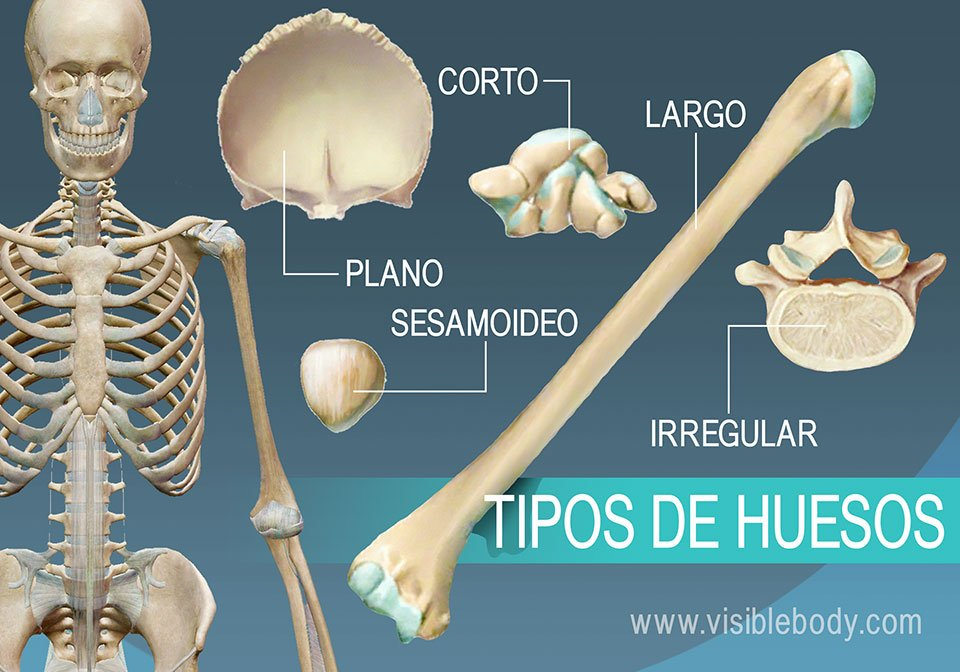 CORTO
LARGO
PLANO
SESAMOIDEO
IRREGULAR
TIPOS DE HUESOS
www.visiblebody.com